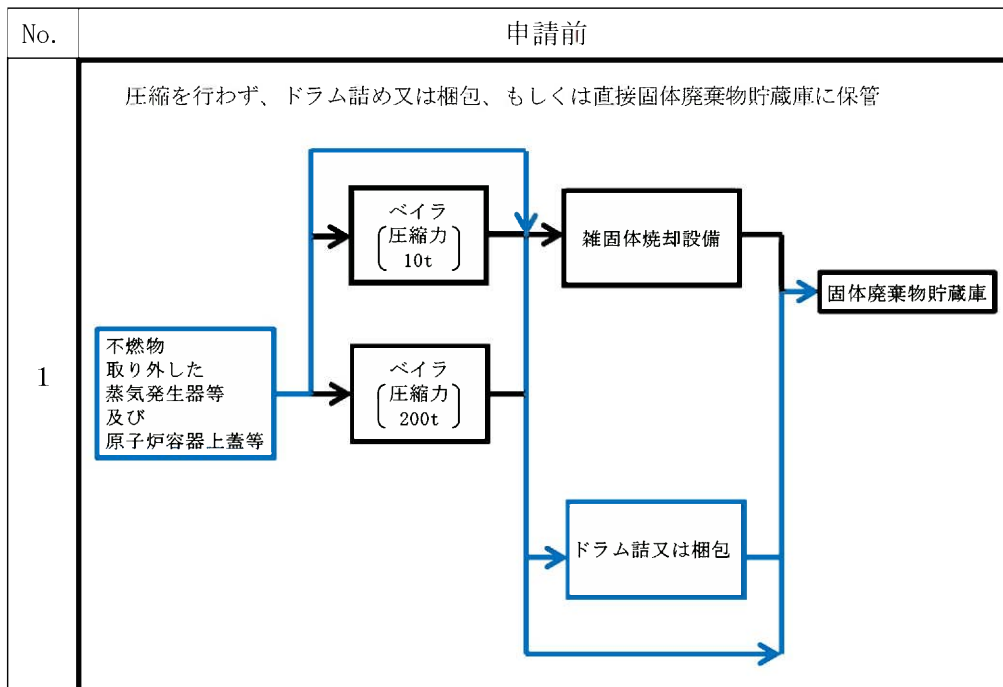 No.
申請前
1
圧縮を行わず、ドラム詰め又は梱包、もしくは直接固体廃棄物貯蔵庫に保管
ベイラ
圧縮力
10t
雑固体焼却設備
固体廃棄物貯蔵庫
不燃物
取り外した
蒸気発生器等
及び
原子炉容器上蓋等
ベイラ
圧縮力
200t
ドラム詰又は梱包